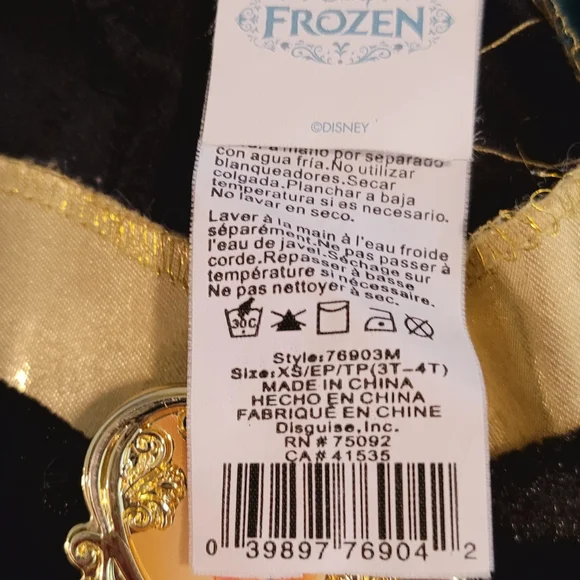 FROZEN
©DISNEY
a mano por separado
con agua fría.No utilizar
blanqueadores.Secar
colgada.Planchar a baja
temperatura si es necesario.
No lavar en seco.
Laver à la main à l'eau froide
séparément.Ne pas passer à
l'eau de javel.Séchage sur
corde.Repasser à basse
température si nécessaire.
Ne pas nettoyer à sec.
30C
Style:76903M
Size:XS/EP/TP(3T-4T)
MADE IN CHINA
HECHO EN CHINA
FABRIQUÉ EN CHINE
Disguise,Inc.
RN # 75092
CA# 41535
0 39897 76904 2